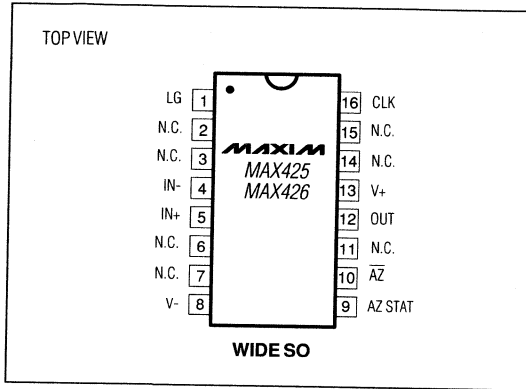 TOP VIEW
LG 1
N.C. 2
N.C. 3
IN- 4
IN+ 5
N.C. 6
N.C. 7
V- 8
MAXIM
MAX425
MAX426
16 CLK
15 N.C.
14 N.C.
13 V+
12 OUT
11 N.C.
10 A̅Z̅
9 AZ STAT
WIDE SO